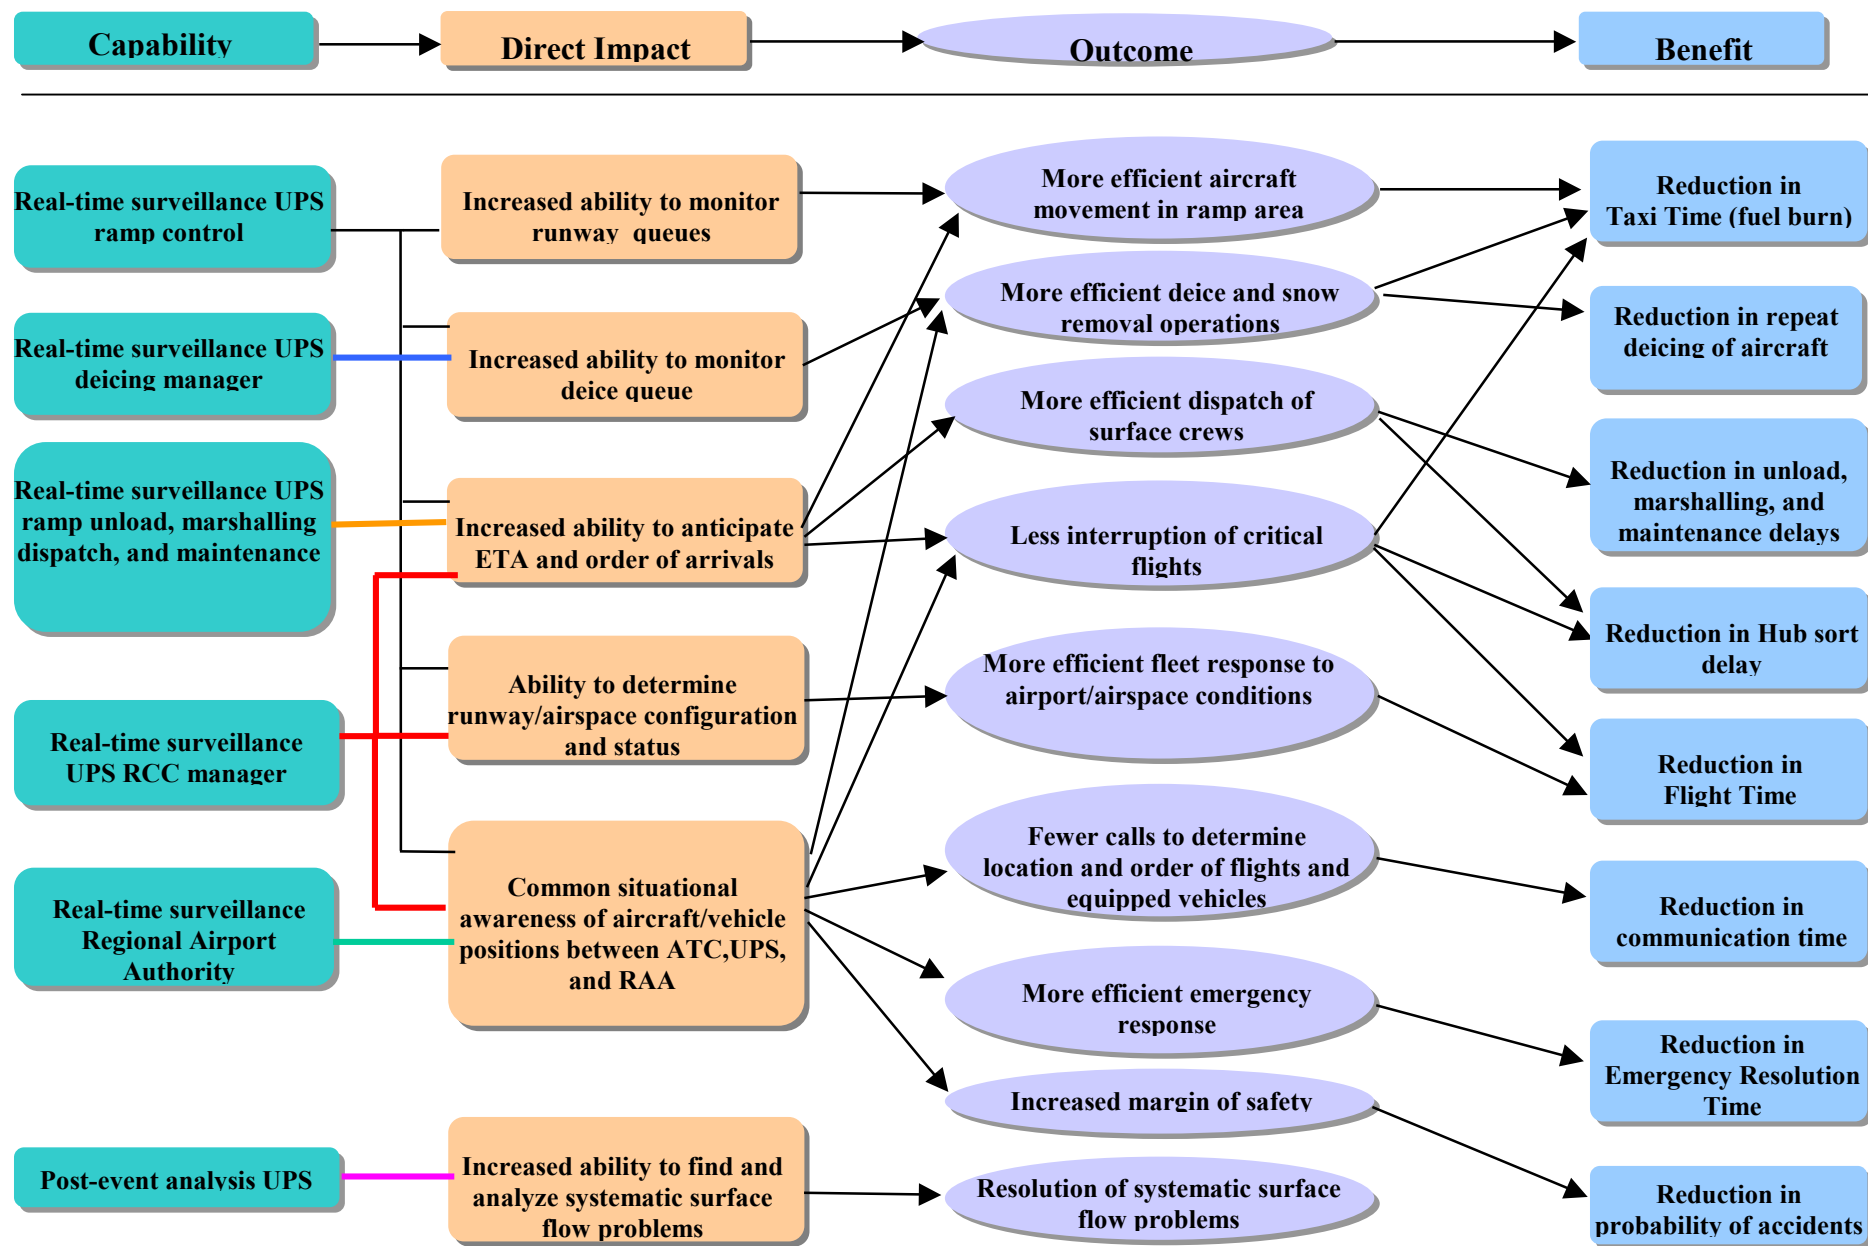 Capability
Direct Impact
Outcome
Benefit
Real-time surveillance UPS
ramp control
Increased ability to monitor
runway queues
More efficient aircraft
movement in ramp area
Reduction in
Taxi Time (fuel burn)
Real-time surveillance UPS
deicing manager
Increased ability to monitor
deice queue
More efficient deice and snow
removal operations
Reduction in repeat
deicing of aircraft
Real-time surveillance UPS
ramp unload, marshalling
dispatch, and maintenance
Increased ability to anticipate
ETA and order of arrivals
More efficient dispatch of
surface crews
Less interruption of critical
flights
Reduction in unload,
marshalling, and
maintenance delays
Reduction in Hub sort
delay
Real-time surveillance
UPS RCC manager
Ability to determine
runway/airspace configuration
and status
More efficient fleet response to
airport/airspace conditions
Reduction in
Flight Time
Real-time surveillance
Regional Airport
Authority
Common situational
awareness of aircraft/vehicle
positions between ATC,UPS,
and RAA
Fewer calls to determine
location and order of flights and
equipped vehicles
Reduction in
communication time
More efficient emergency
response
Reduction in
Emergency Resolution
Time
Increased margin of safety
Post-event analysis UPS
Increased ability to find and
analyze systematic surface
flow problems
Resolution of systematic surface
flow problems
Reduction in
probability of accidents